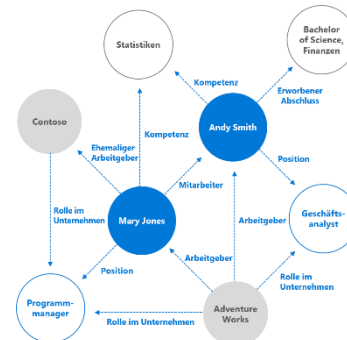 Bachelor
of Science,
Finanzen
Statistiken
Kompetenz
Erworbener
Abschluss
Contoso
Andy Smith
Kompetenz
Ehemaliger
Arbeitgeber
Position
Mitarbeiter
Rolle im
Unternehmen
Mary Jones
Arbeitgeber
Geschäfts-
analyst
Arbeitgeber
Position
Rolle im
Unternehmen
Programm-
manager
Adventure
Works
Rolle im Unternehmen